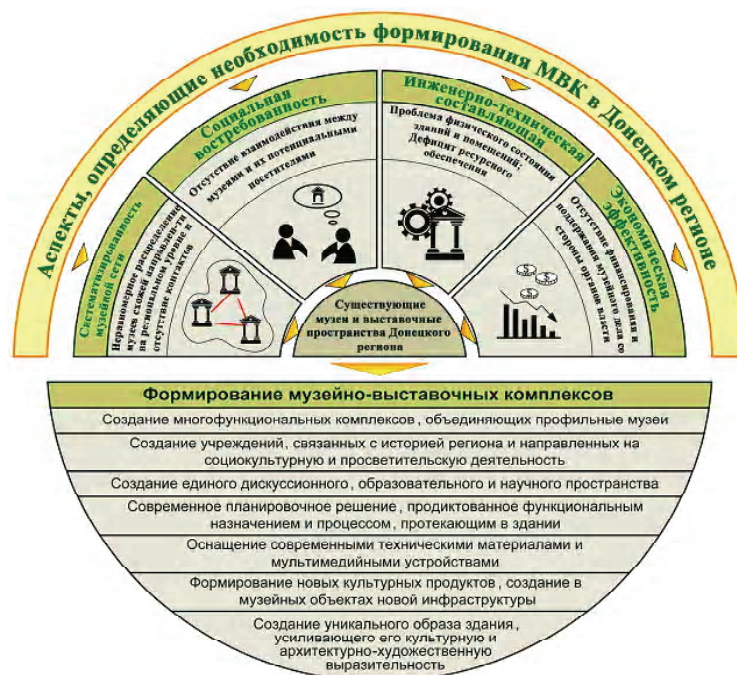 Аспекты, определяющие необходимость формирования МВК в Донецком регионе
Систематизированность
музейной сети
Неравномерное распределение
музеев схожей направлен-ти
на региональном уровне и
отсутствие контактов
Социальная
востребованность
Отсутствие взаимодействия между
музеями и их потенциальными
посетителями
Инженерно-техническая
составляющая
Проблема физического состояния
зданий и помещений;
Дефицит ресурсного
обеспечения
Экономическая
эффективность
Отсутствие финансирования и
поддержания музейного дела со
стороны органов власти
Существующие
музеи и выставочные
пространства Донецкого
региона
Формирование музейно-выставочных комплексов
Создание многофункциональных комплексов, объединяющих профильные музеи
Создание учреждений, связанных с историей региона и направленных на
социокультурную и просветительскую деятельность
Создание единого дискуссионного, образовательного и научного пространства
Современное планировочное решение, продиктованное функциональным
назначением и процессом, протекающим в здании
Оснащение современными техническими материалами и
мультимедийными устройствами
Формирование новых культурных продуктов, создание в
музейных объектах новой инфраструктуры
Создание уникального образа здания,
усиливающего его культурную и
архитектурно-художественную
выразительность